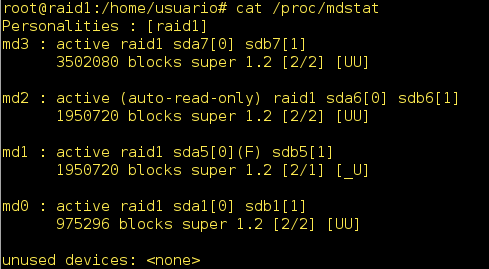 root@raid1:/home/usuario# cat /proc/mdstat
Personalities : [raid1]
md3 : active raid1 sda7[0] sdb7[1]
3502080 blocks super 1.2 [2/2] [UU]
md2 : active (auto-read-only) raid1 sda6[0] sdb6[1]
1950720 blocks super 1.2 [2/2] [UU]
md1 : active raid1 sda5[0](F) sdb5[1]
1950720 blocks super 1.2 [2/1] [_U]
md0 : active raid1 sda1[0] sdb1[1]
975296 blocks super 1.2 [2/2] [UU]
unused devices: <none>